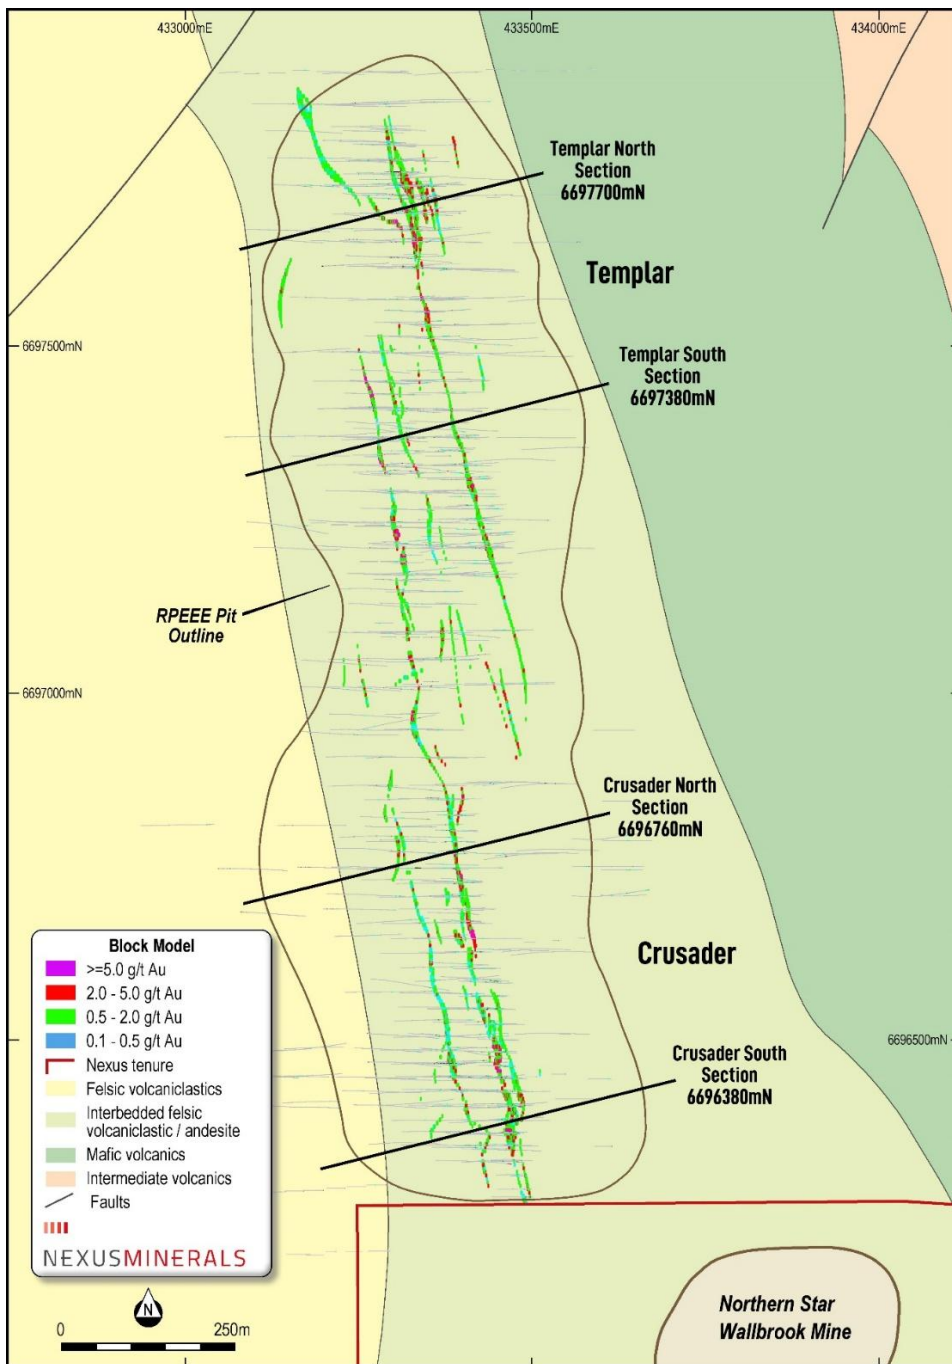 433000mE
433500mE
434000mE
Templar North
Section
6697700mN
Templar
6697500mN
Templar South
Section
6697380mN
RPEEE Pit
Outline
6697000mN
Crusader North
Section
6696760mN
Crusader
Block Model
>=5.0 g/t Au
2.0 - 5.0 g/t Au
0.5 - 2.0 g/t Au
0.1 - 0.5 g/t Au
Nexus tenure
Felsic volcaniclastics
Interbedded felsic
volcaniclastic / andesite
Mafic volcanics
Intermediate volcanics
Faults
NEXUSMINERALS
6696500mN
Crusader South
Section
6696380mN
N
0
250m
Northern Star
Wallbrook Mine